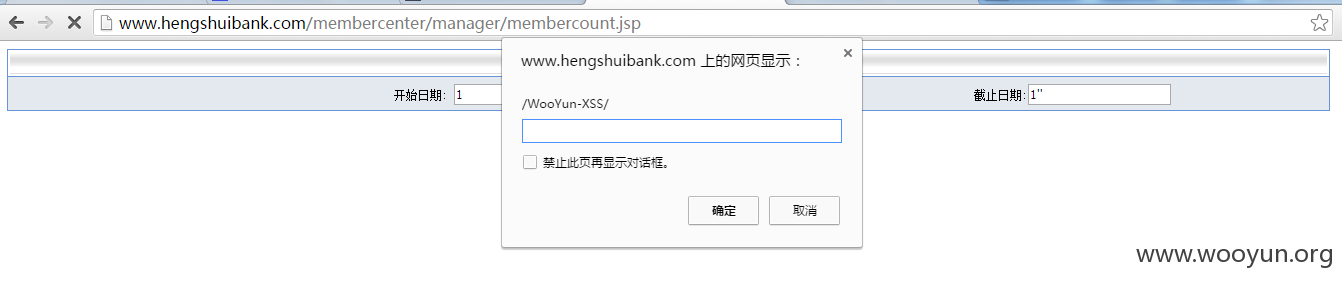 www.hengshuibank.com/membercenter/manager/membercount.jsp
www.hengshuibank.com 上的网页显示：
/WooYun-XSS/
禁止此页再显示对话框。
确定
取消
开始日期: 1
截止日期: 1"
www.wooyun.org